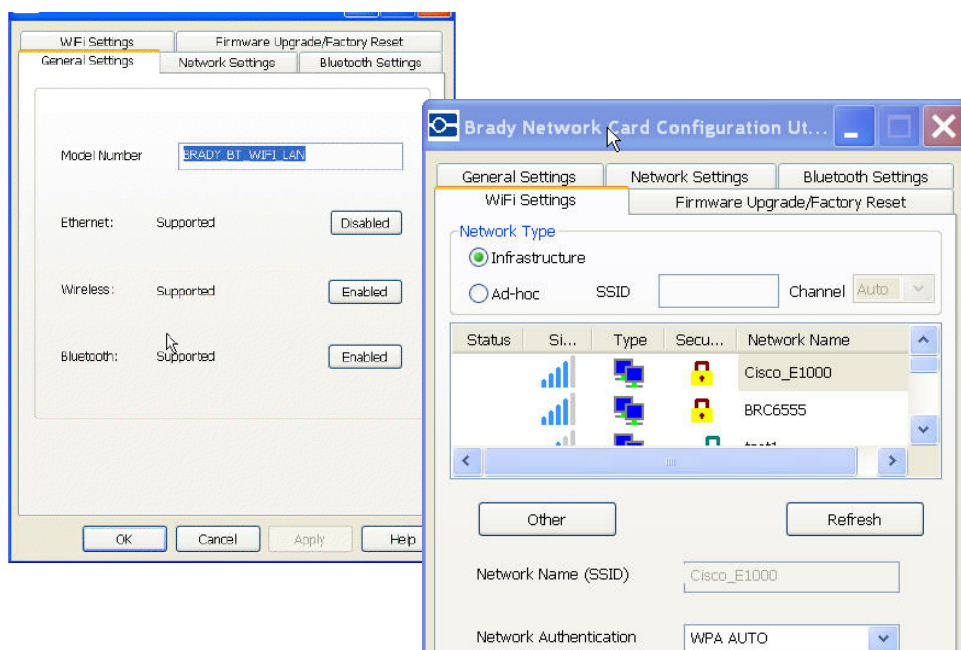 WiFi Settings
Firmware Upgrade/Factory Reset
General Settings
Network Settings
Bluetooth Settings
Model Number
BRADY_BT_WIFI_LAN
Ethernet:
Supported
Disabled
Wireless:
Supported
Enabled
Bluetooth:
Supported
Enabled
OK
Cancel
Apply
Help
Brady Network Card Configuration Ut...
General Settings
Network Settings
Bluetooth Settings
WiFi Settings
Firmware Upgrade/Factory Reset
Network Type
Infrastructure
Ad-hoc
SSID
Channel
Auto
Status
Si...
Type
Secu...
Network Name
Cisco_E1000
BRC6555
Other
Refresh
Network Name (SSID)
Cisco_E1000
Network Authentication
WPA AUTO